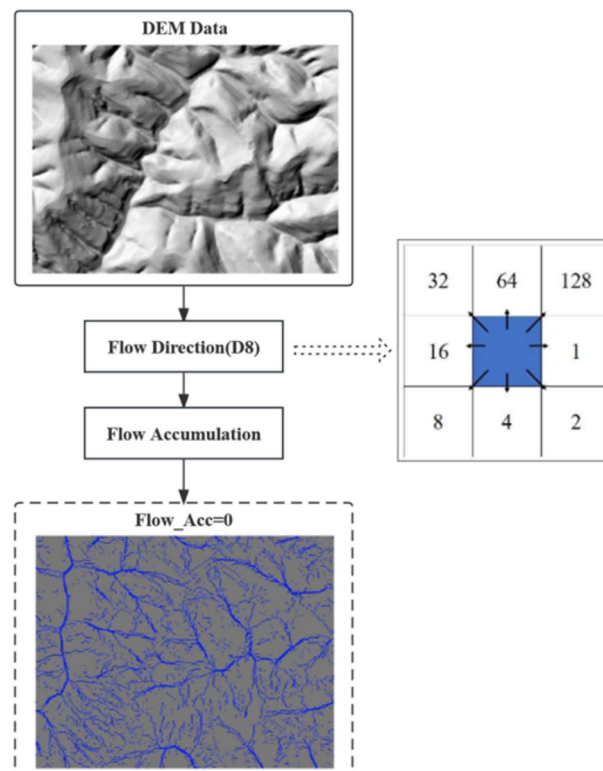 DEM Data
Flow Direction(D8)
32 64 128
16 1
8 4 2
Flow Accumulation
Flow_Acc=0